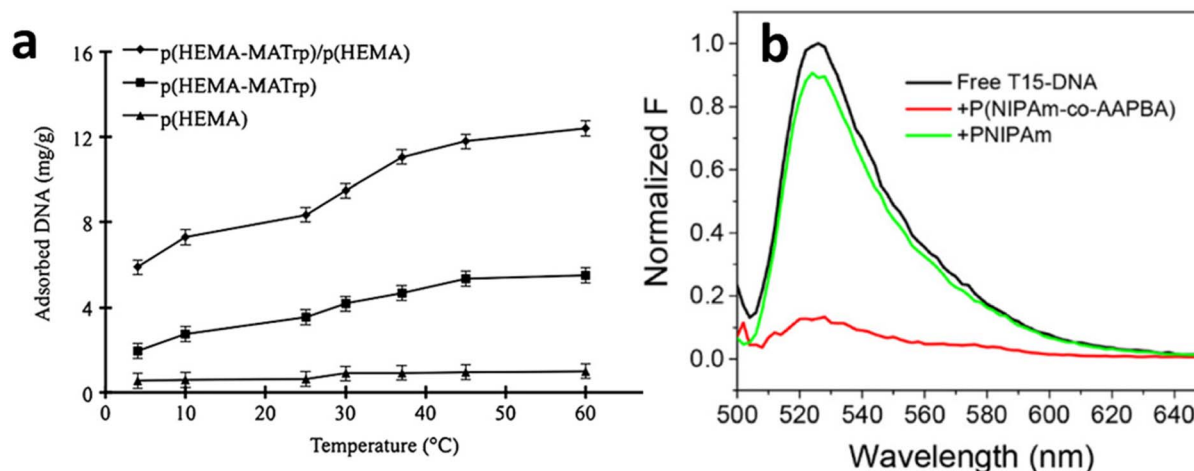 a
p(HEMA-MATrp)/p(HEMA)
p(HEMA-MATrp)
p(HEMA)
Adsorbed DNA (mg/g)
16
12
8
4
0
0 10 20 30 40 50 60
Temperature (°C)
b
Free T15-DNA
+P(NIPAm-co-AAPBA)
+PNIPAm
Normalized F
1.0
0.8
0.6
0.4
0.2
0.0
500 520 540 560 580 600 620 640
Wavelength (nm)